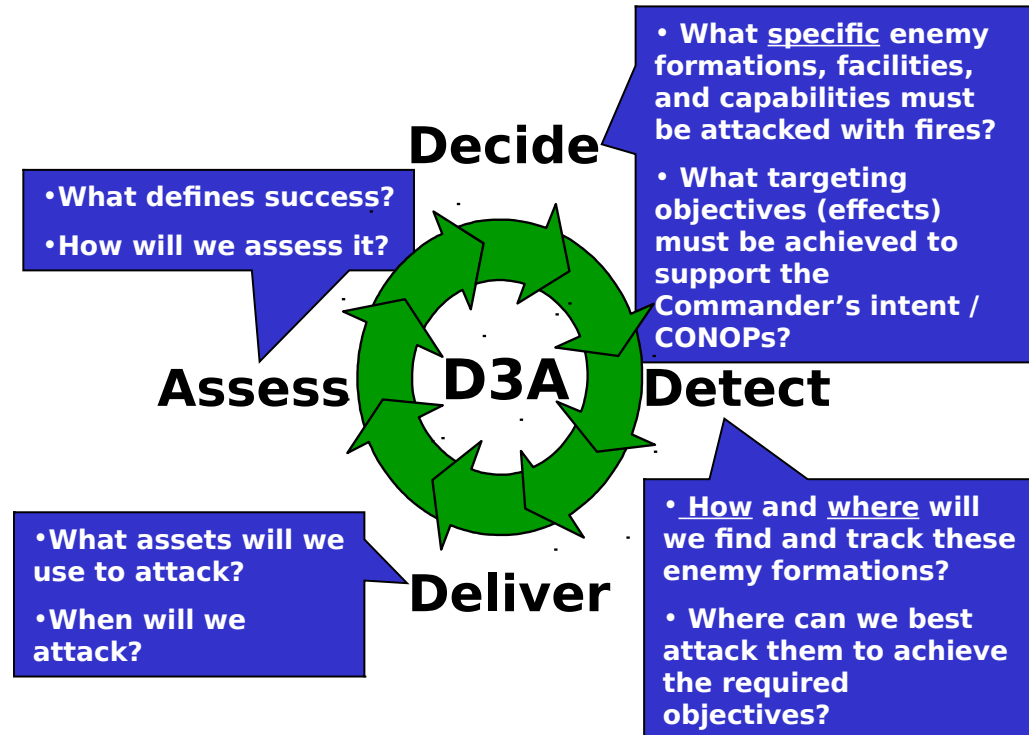 Decide
• What specific enemy
formations, facilities,
and capabilities must
be attacked with fires?
• What targeting
objectives (effects)
must be achieved to
support the
Commander’s intent /
CONOPs?
•What defines success?
•How will we assess it?
Assess
D3A
Detect
• How and where will
we find and track these
enemy formations?
• Where can we best
attack them to achieve
the required
objectives?
•What assets will we
use to attack?
•When will we
attack?
Deliver